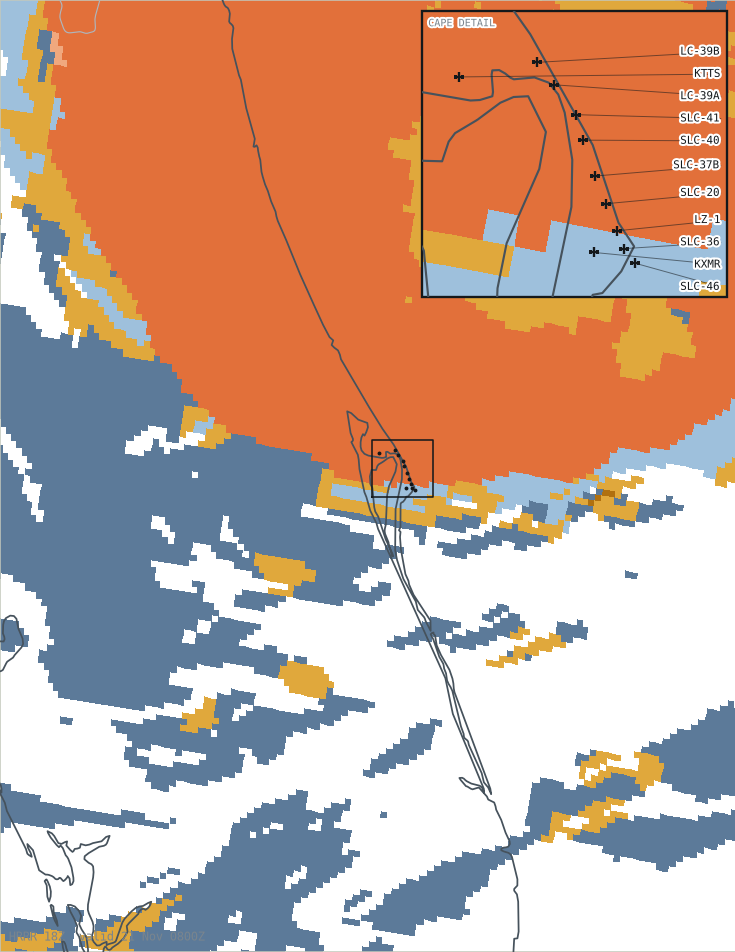 CAPE DETAIL
LC-39B
KTTS
LC-39A
SLC-41
SLC-40
SLC-37B
SLC-20
LZ-1
SLC-36
KXMR
SLC-46